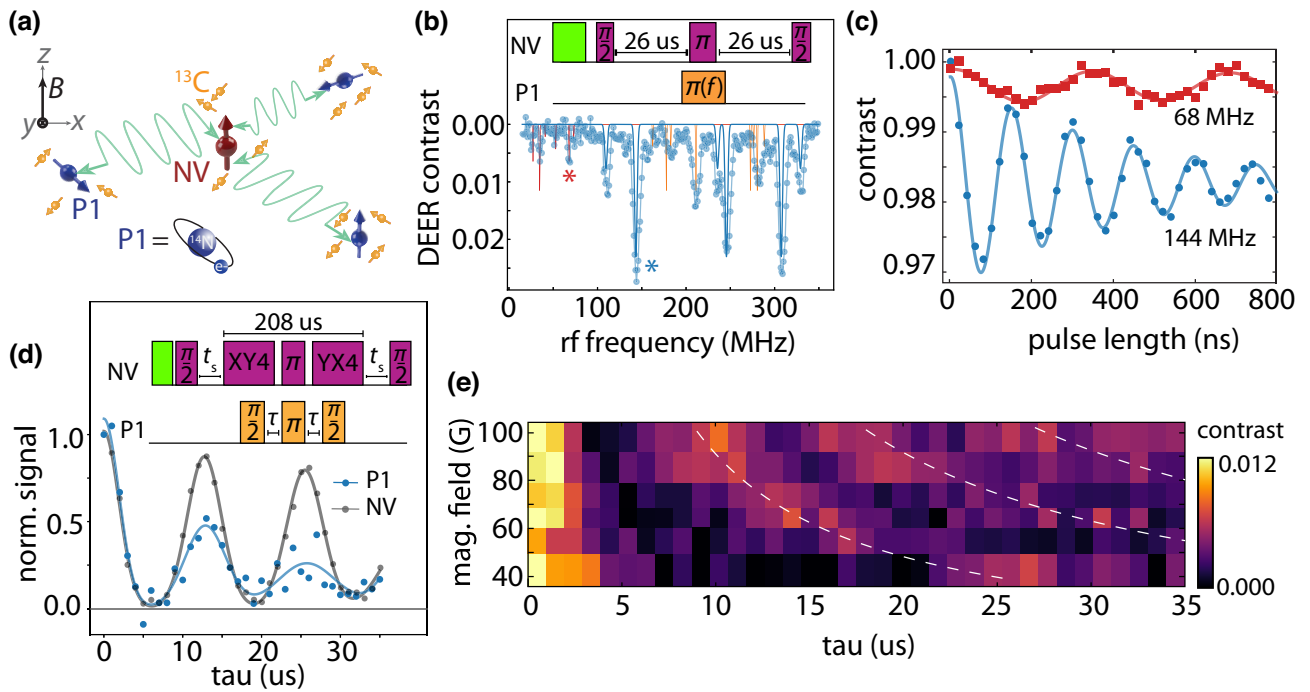 (a)
z
B
y
x
13C
NV
P1
P1 = 14N e-
(b)
NV
π/2
26 us
π
26 us
π/2
P1
π(f)
DEER contrast
0.00
0.01
0.02
*
*
0
100
200
300
rf frequency (MHz)
(c)
contrast
1.00
0.99
0.98
0.97
68 MHz
144 MHz
0
200
400
600
800
pulse length (ns)
(d)
208 us
NV
π/2
ts
XY4
π
YX4
ts
π/2
P1
π/2
τ
π
τ
π/2
norm. signal
1.0
0.5
0.0
P1
NV
0
10
20
30
tau (us)
(e)
mag. field (G)
100
80
60
40
0
5
10
15
20
25
30
35
tau (us)
contrast
0.012
0.000